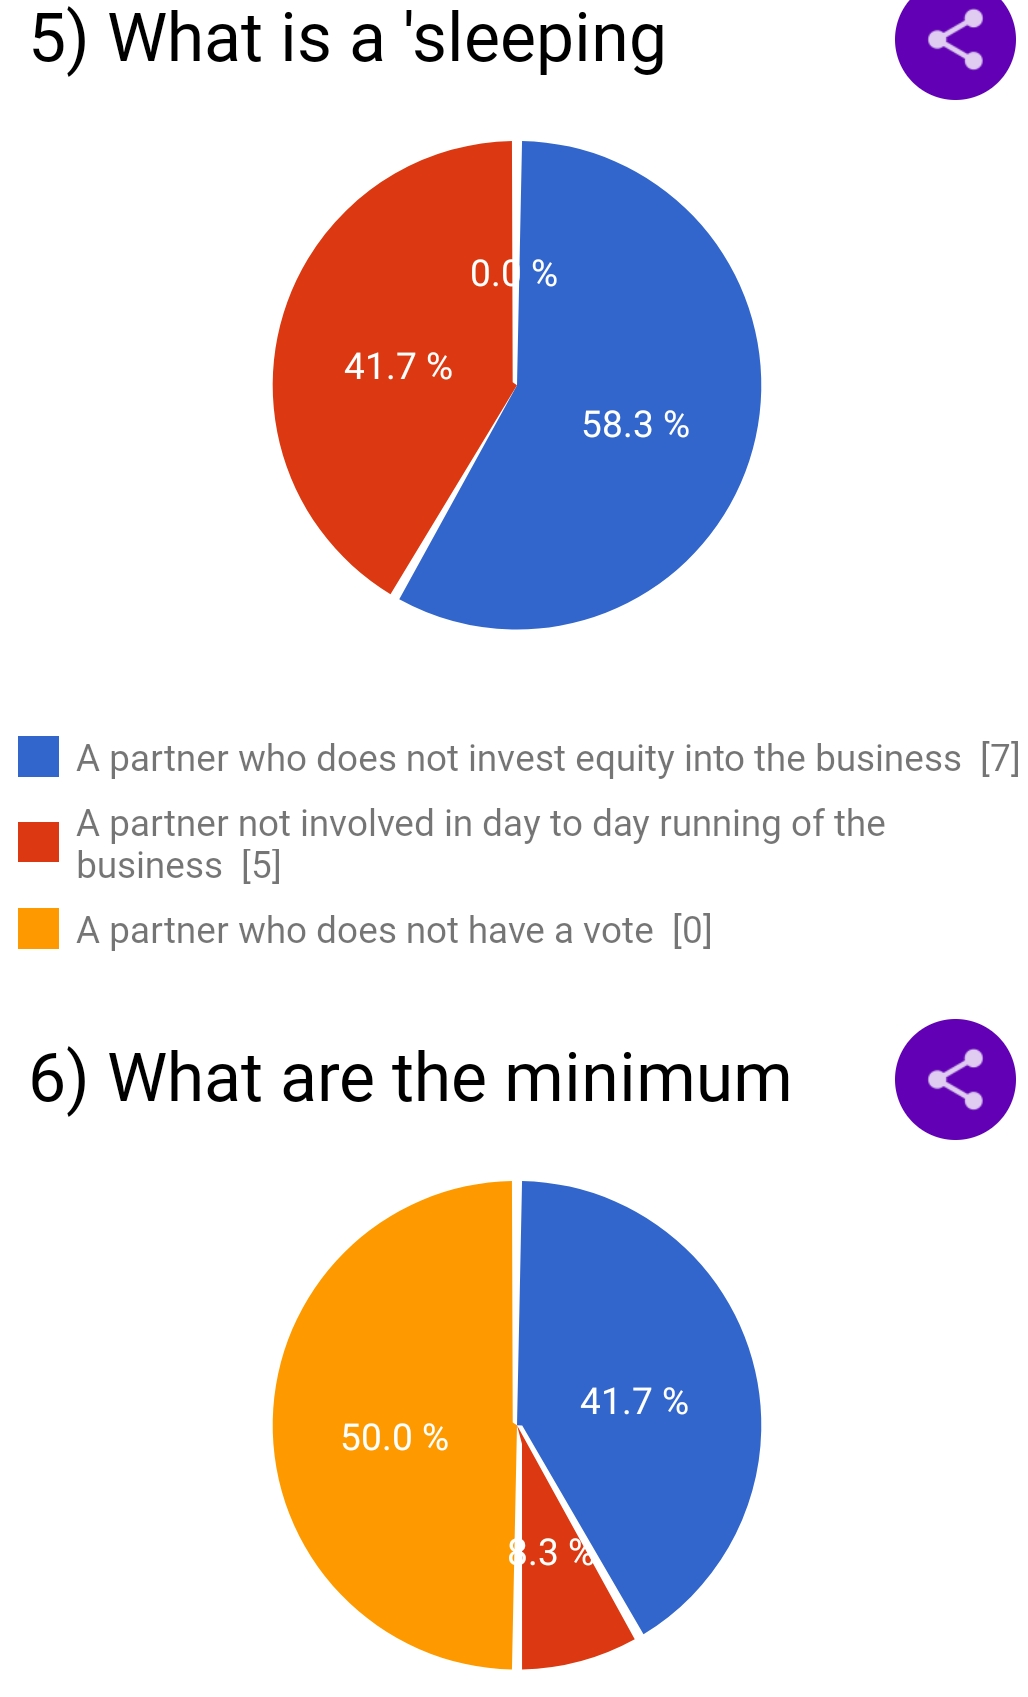 5) What is a 'sleeping
0.0 %
41.7 %
58.3 %
A partner who does not invest equity into the business [7]
A partner not involved in day to day running of the
business [5]
A partner who does not have a vote [0]
6) What are the minimum
41.7 %
50.0 %
8.3 %